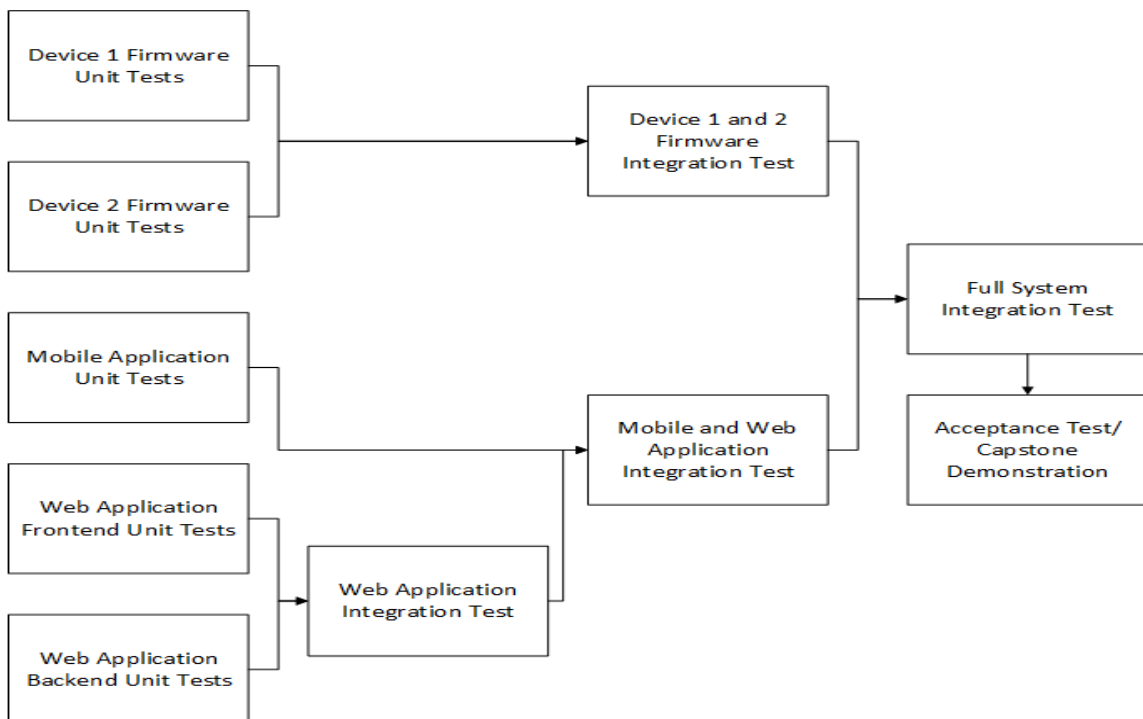 Device 1 Firmware
Unit Tests
Device 2 Firmware
Unit Tests
Mobile Application
Unit Tests
Web Application
Frontend Unit Tests
Web Application
Backend Unit Tests
Web Application
Integration Test
Device 1 and 2
Firmware
Integration Test
Mobile and Web
Application
Integration Test
Full System
Integration Test
Acceptance Test/
Capstone
Demonstration